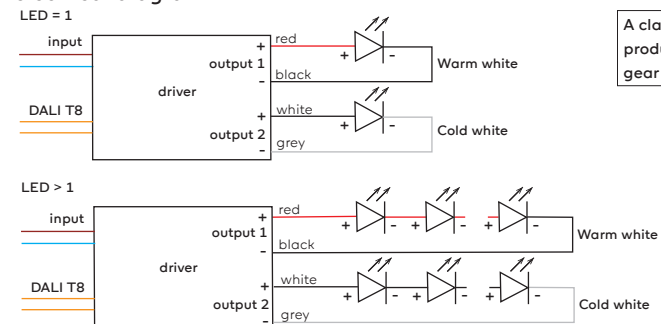 LED = 1
input
DALI T8
driver
+
output 1
-
+
output 2
-
red
black
white
grey
+ -
Warm white
+ -
Cold white
A cla
produ
gear
LED > 1
input
DALI T8
driver
+
output 1
-
+
output 2
-
red
black
white
grey
+ - + - + -
Warm white
+ - + - + -
Cold white